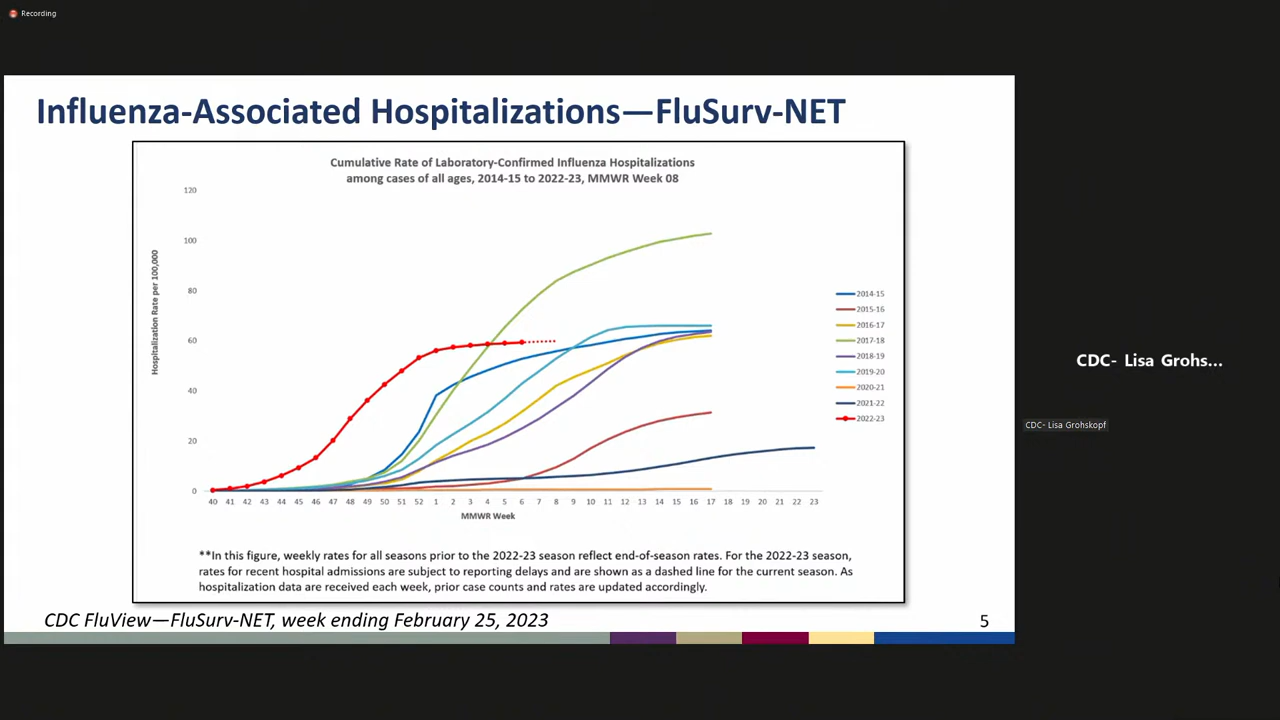 Recording
Influenza-Associated Hospitalizations—FluSurv-NET
Cumulative Rate of Laboratory-Confirmed Influenza Hospitalizations
among cases of all ages, 2014-15 to 2022-23, MMWR Week 08
120
100
80
60
40
20
0
Hospitalization Rate per 100,000
40 41 42 43 44 45 46 47 48 49 50 51 52 1 2 3 4 5 6 7 8 9 10 11 12 13 14 15 16 17 18 19 20 21 22 23
MMWR Week
2014-15
2015-16
2016-17
2017-18
2018-19
2019-20
2020-21
2021-22
2022-23
**In this figure, weekly rates for all seasons prior to the 2022-23 season reflect end-of-season rates. For the 2022-23 season,
rates for recent hospital admissions are subject to reporting delays and are shown as a dashed line for the current season. As
hospitalization data are received each week, prior case counts and rates are updated accordingly.
CDC FluView—FluSurv-NET, week ending February 25, 2023
5
CDC- Lisa Grohs...
CDC- Lisa Grohskopf